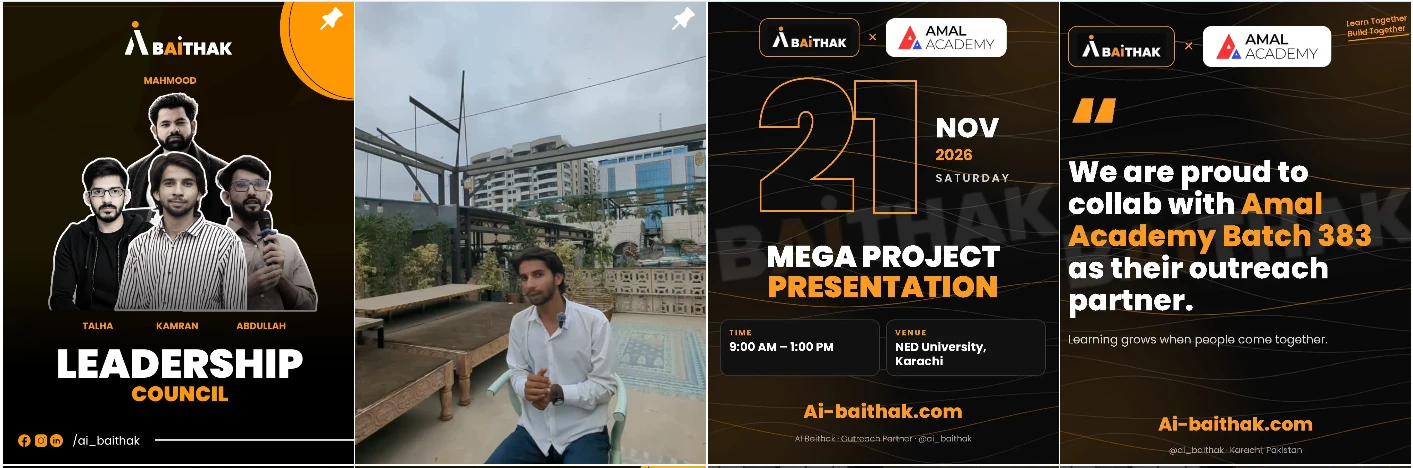 BAiTHAK
MAHMOOD
TALHA
KAMRAN
ABDULLAH
LEADERSHIP
COUNCIL
/ai_baithak
BAiTHAK
×
AMAL
ACADEMY
21
NOV
2026
SATURDAY
BAiTHAK
MEGA PROJECT
PRESENTATION
TIME
9:00 AM – 1:00 PM
VENUE
NED University,
Karachi
Ai-baithak.com
AI Baithak · Outreach Partner · @ai_baithak
BAiTHAK
×
AMAL
ACADEMY
Learn Together
Build Together
“
We are proud to
collab with Amal
Academy Batch 383
as their outreach
partner.
Learning grows when people come together.
Ai-baithak.com
@ai_baithak · Karachi, Pakistan